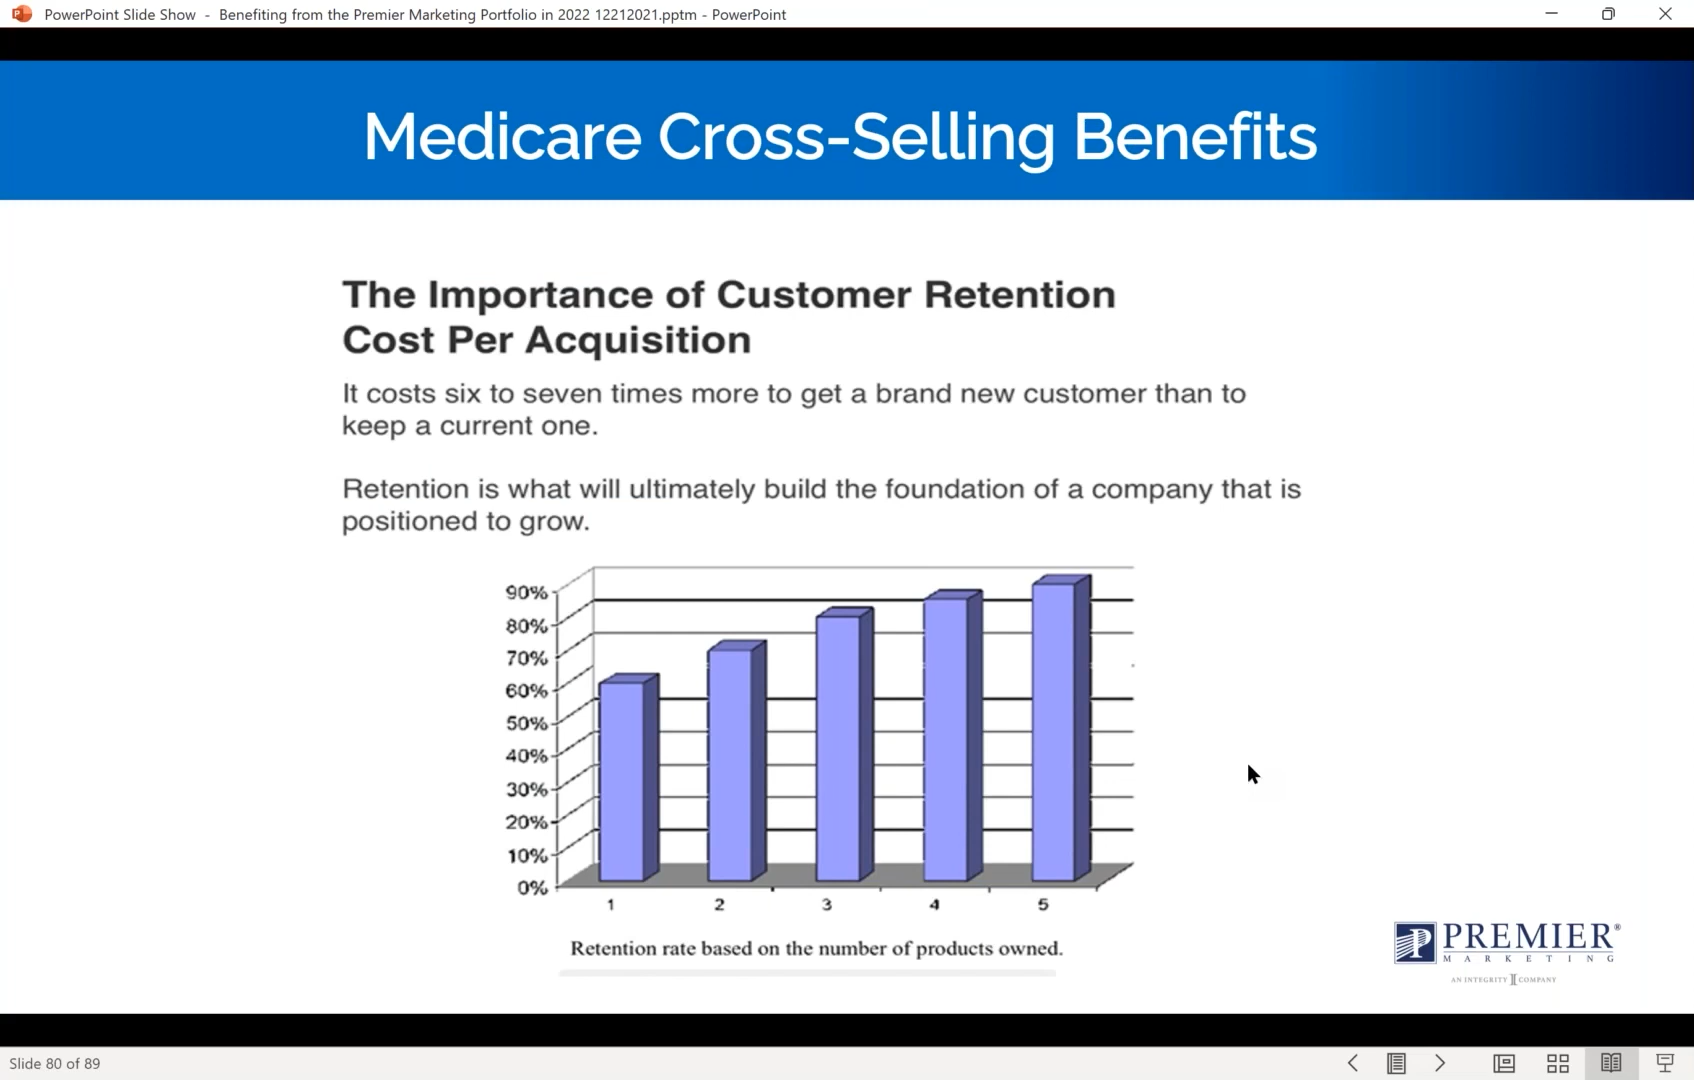 PowerPoint Slide Show - Benefiting from the Premier Marketing Portfolio in 2022 12212021.pptm - PowerPoint
Medicare Cross-Selling Benefits
The Importance of Customer Retention
Cost Per Acquisition
It costs six to seven times more to get a brand new customer than to
keep a current one.
Retention is what will ultimately build the foundation of a company that is
positioned to grow.
90%
80%
70%
60%
50%
40%
30%
20%
10%
0%
1 2 3 4 5
Retention rate based on the number of products owned.
PREMIER®
MARKETING
AN INTEGRITY COMPANY
Slide 80 of 89